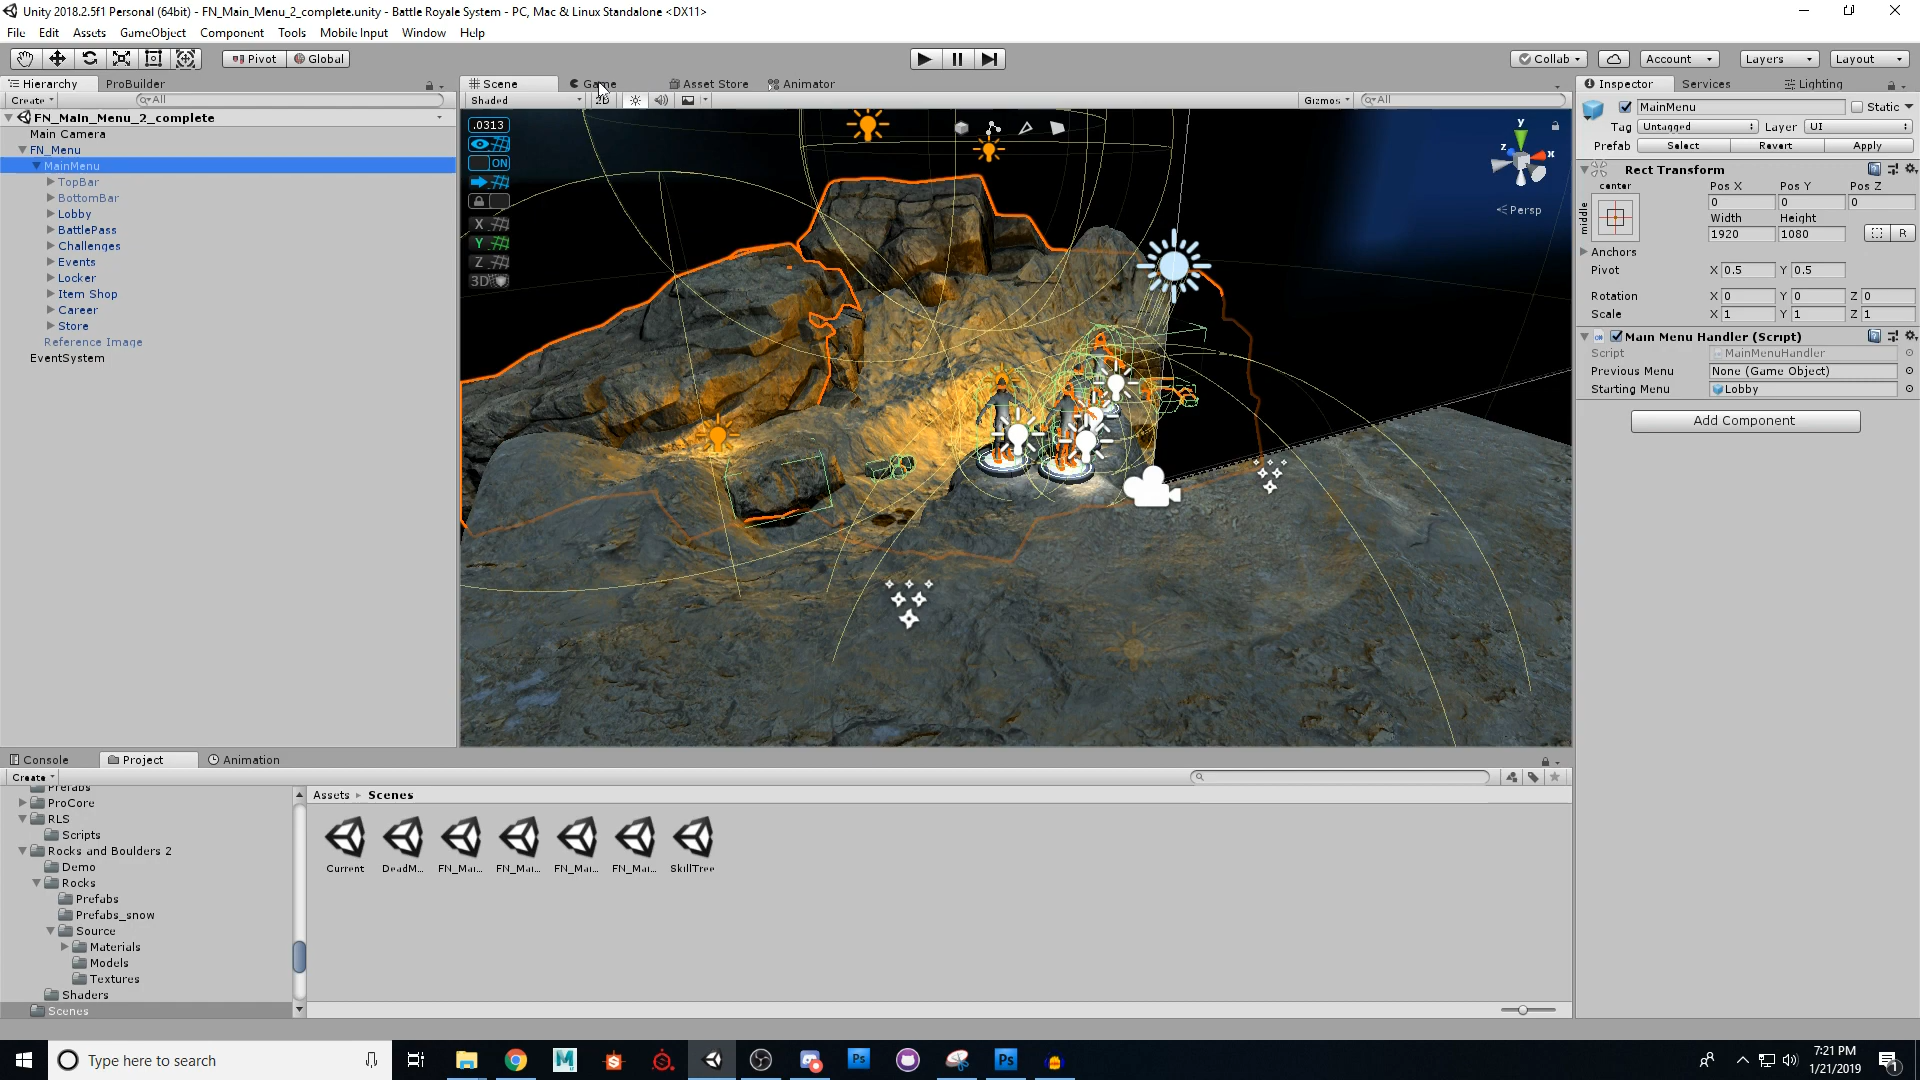 Unity 2018.2.5f1 Personal (64bit) - FN_Main_Menu_2_complete.unity - Battle Royale System - PC, Mac & Linux Standalone <DX11>
File Edit Assets GameObject Component Tools Mobile Input Window Help
Pivot Global Collab Account Layers Layout
Hierarchy ProBuilder Scene Game Asset Store Animator Inspector Services Lighting
Create All Shaded 2D Gizmos All MainMenu Static
FN_Main_Menu_2_complete
Main Camera
FN_Menu
MainMenu
TopBar
BottomBar
Lobby
BattlePass
Challenges
Events
Locker
Item Shop
Career
Store
Reference Image
EventSystem
.0313
ON
X
Y
Z
3D
y
z
x
Persp
Tag Untagged Layer UI
Prefab Select Revert Apply
Rect Transform
center Pos X Pos Y Pos Z
middle
0 0 0
Width Height
1920 1080 R
Anchors
Pivot X 0.5 Y 0.5
Rotation X 0 Y 0 Z 0
Scale X 1 Y 1 Z 1
Main Menu Handler (Script)
Script MainMenuHandler
Previous Menu None (Game Object)
Starting Menu Lobby
Add Component
Console Project Animation
Create
Prefabs
ProCore
RLS
Scripts
Rocks and Boulders 2
Demo
Rocks
Prefabs
Prefabs_snow
Source
Materials
Models
Textures
Shaders
Scenes
Assets Scenes
Current DeadM... FN_Mai... FN_Mai... FN_Mai... FN_Mai... SkillTree
Type here to search
M
S
Ps
Ps
7:21 PM
1/21/2019
1